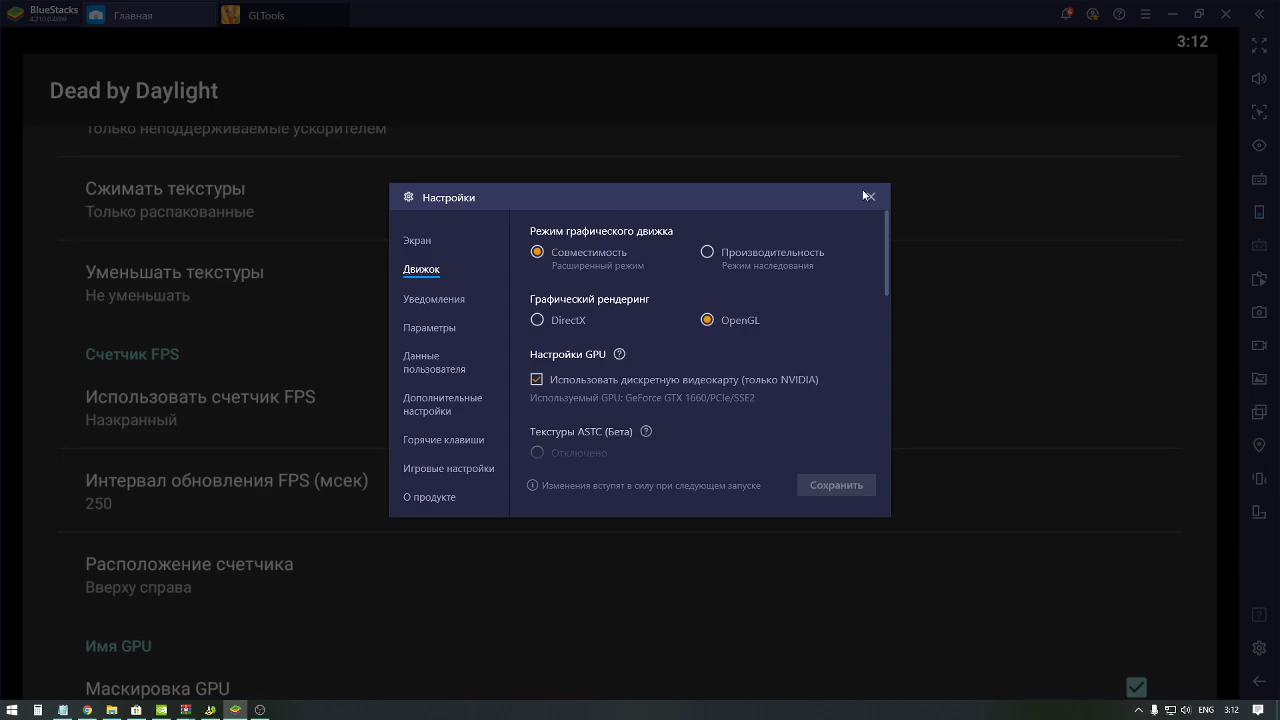 BlueStacks
4.210.0.4009
Главная
GLTools
3:12
Dead by Daylight
Только неподдерживаемые ускорителем
Сжимать текстуры
Только распакованные
Уменьшать текстуры
Не уменьшать
Счетчик FPS
Использовать счетчик FPS
Наэкранный
Интервал обновления FPS (мсек)
250
Расположение счетчика
Вверху справа
Имя GPU
Маскировка GPU
Настройки
Экран
Движок
Уведомления
Параметры
Данные
пользователя
Дополнительные
настройки
Горячие клавиши
Игровые настройки
О продукте
Режим графического движка
Совместимость
Расширенный режим
Производительность
Режим наследования
Графический рендеринг
DirectX
OpenGL
Настройки GPU
Использовать дискретную видеокарту (только NVIDIA)
Используемый GPU: GeForce GTX 1660/PCIe/SSE2
Текстуры ASTC (Бета)
Отключено
Изменения вступят в силу при следующем запуске
Сохранить
ENG
3:12